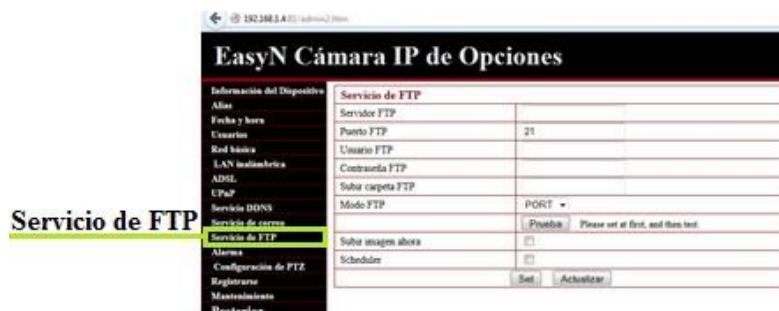 192.168.1.4:81/admin2.htm
EasyN Cámara IP de Opciones
Información del Dispositivo
Alias
Fecha y hora
Usuarios
Red básica
LAN inalámbrica
ADSL
UPnP
Servicio DDNS
Servicio de correo
Servicio de FTP
Alarma
Configuración de PTZ
Registrarse
Mantenimiento
Servicio de FTP
Servicio de FTP
Servidor FTP
Puerto FTP 21
Usuario FTP
Contraseña FTP
Subir carpeta FTP
Modo FTP PORT
Prueba Please set at first, and then test.
Subir imagen ahora
Scheduler
Set Actualizar